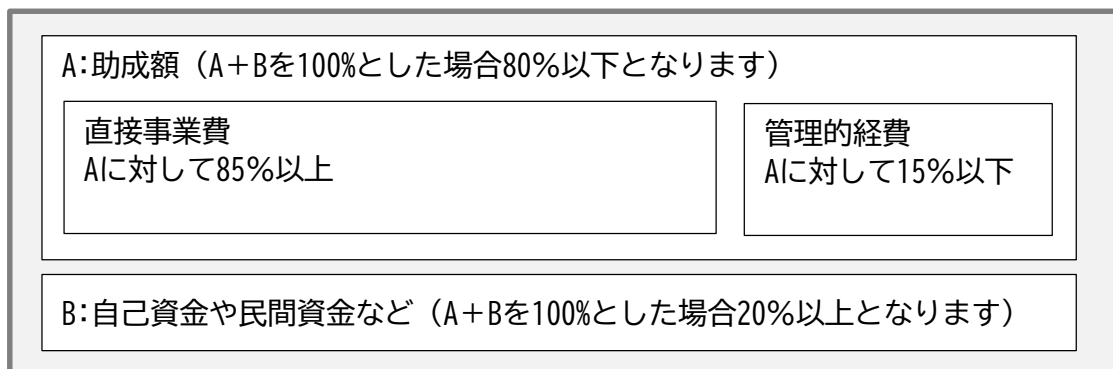 A:助成額（A＋Bを100%とした場合80％以下となります）
直接事業費
Aに対して85％以上
管理的経費
Aに対して15％以下
B:自己資金や民間資金など（A＋Bを100%とした場合20％以上となります）